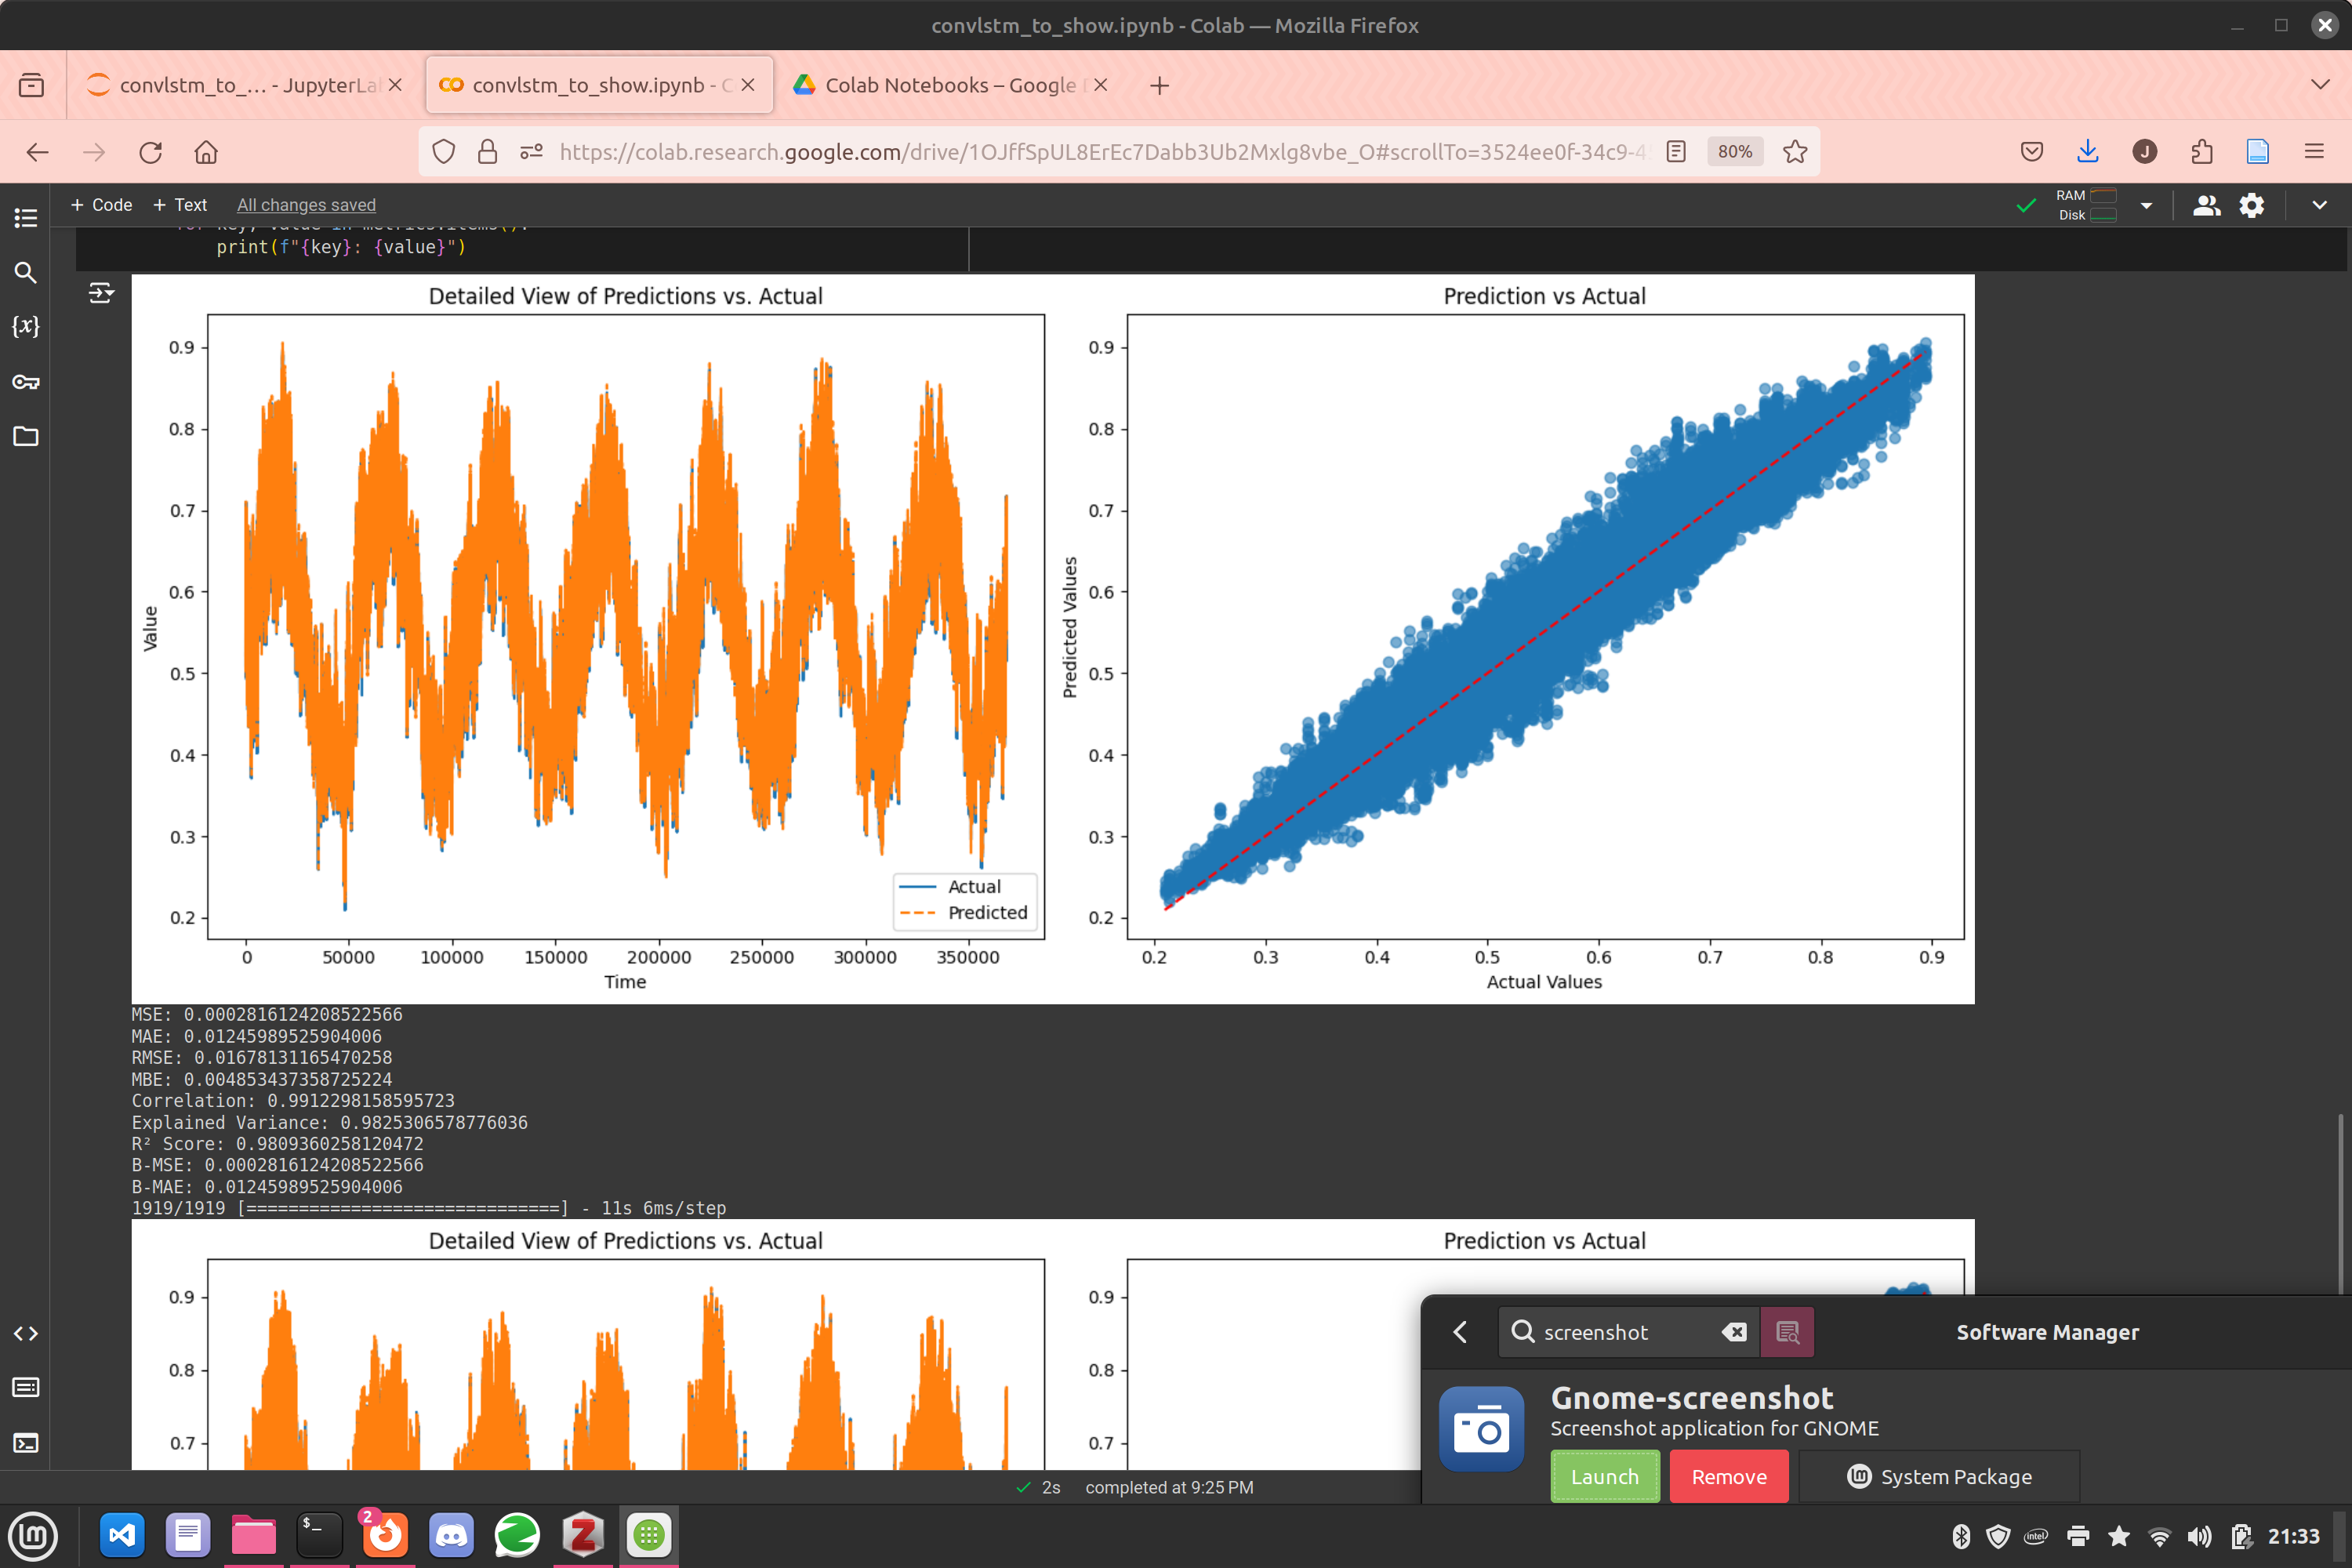 convlstm_to_show.ipynb - Colab — Mozilla Firefox
convlstm_to_… - JupyterLa
convlstm_to_show.ipynb - C
Colab Notebooks – Google
https://colab.research.google.com/drive/1OJffSpUL8ErEc7Dabb3Ub2Mxlg8vbe_O#scrollTo=3524ee0f-34c9-4
80%
J
+ Code + Text All changes saved
RAM
Disk
print(f"{key}: {value}")
{x}
Detailed View of Predictions vs. Actual
0.9
0.8
0.7
0.6
0.5
0.4
0.3
0.2
Value
Actual
Predicted
0 50000 100000 150000 200000 250000 300000 350000
Time
Prediction vs Actual
0.9
0.8
0.7
0.6
0.5
0.4
0.3
0.2
Predicted Values
0.2 0.3 0.4 0.5 0.6 0.7 0.8 0.9
Actual Values
MSE: 0.0002816124208522566
MAE: 0.01245989525904006
RMSE: 0.01678131165470258
MBE: 0.004853437358725224
Correlation: 0.9912298158595723
Explained Variance: 0.9825306578776036
R² Score: 0.9809360258120472
B-MSE: 0.0002816124208522566
B-MAE: 0.01245989525904006
1919/1919 [==============================] - 11s 6ms/step
Detailed View of Predictions vs. Actual
0.9
0.8
0.7
Prediction vs Actual
0.9
0.8
0.7
screenshot
Software Manager
Gnome-screenshot
Screenshot application for GNOME
Launch
Remove
System Package
2s completed at 9:25 PM
$_
2
Z
intel
21:33